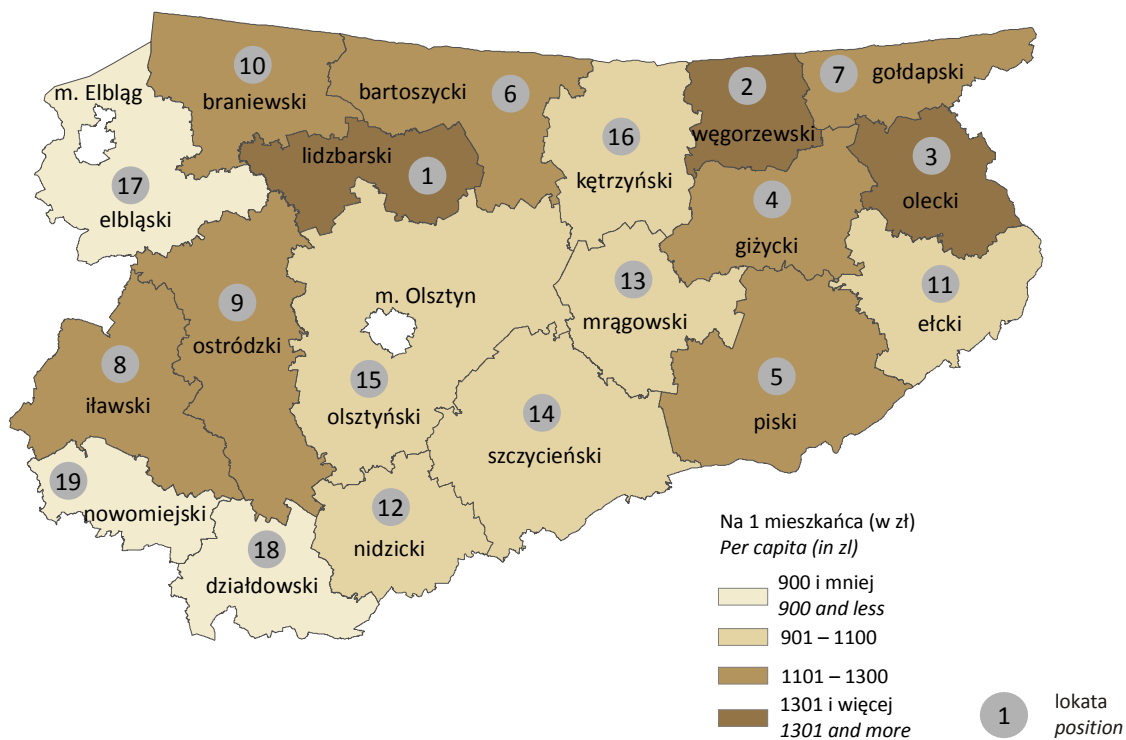 10
braniewski
m. Elbląg
bartoszycki
6
2
węgorzewski
7
gołdapski
lidzbarski
1
16
kętrzyński
3
olecki
17
elbląski
4
giżycki
9
ostródzki
m. Olsztyn
13
mrągowski
11
ełcki
8
iławski
15
olsztyński
14
szczycieński
5
piski
19
nowomiejski
12
nidzicki
18
działdowski
Na 1 mieszkańca (w zł)
Per capita (in zl)
900 i mniej
900 and less
901 – 1100
1101 – 1300
1301 i więcej
1301 and more
1
lokata
position